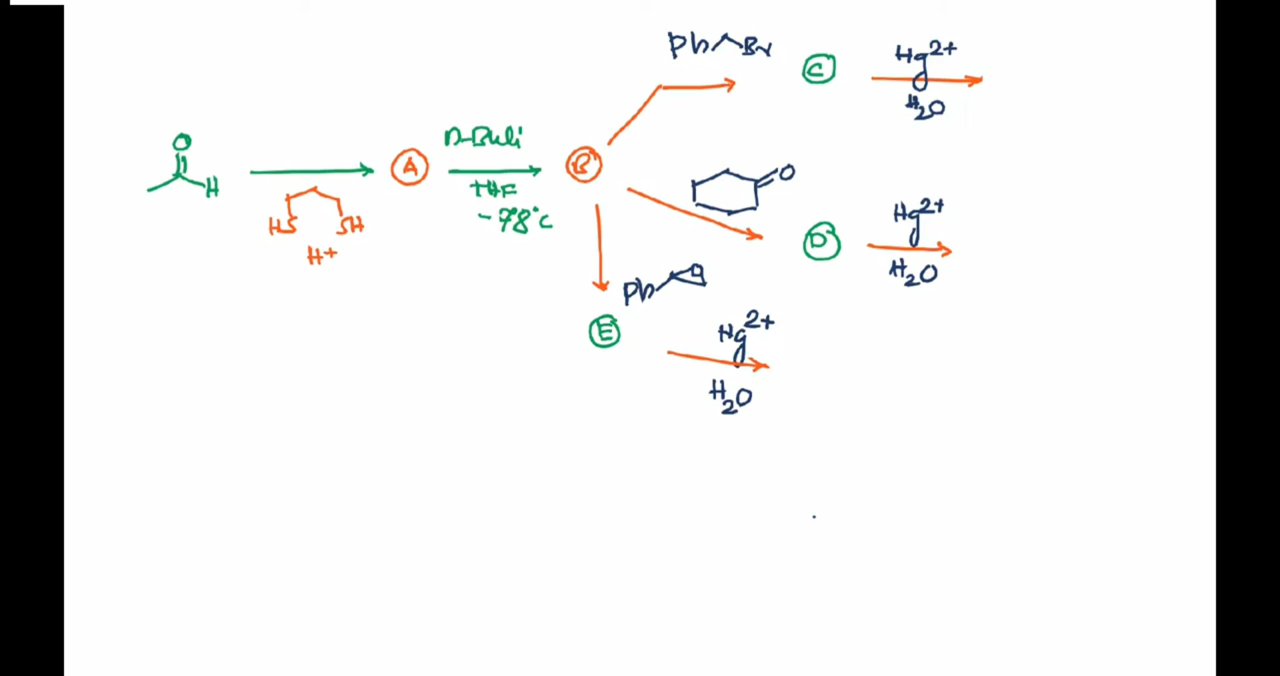 Ph Br
C
Hg2+
H2O
O
H
HS SH
H+
A
n-BuLi
THF
-78°C
B
O
D
Hg2+
H2O
Ph O
E
Hg2+
H2O